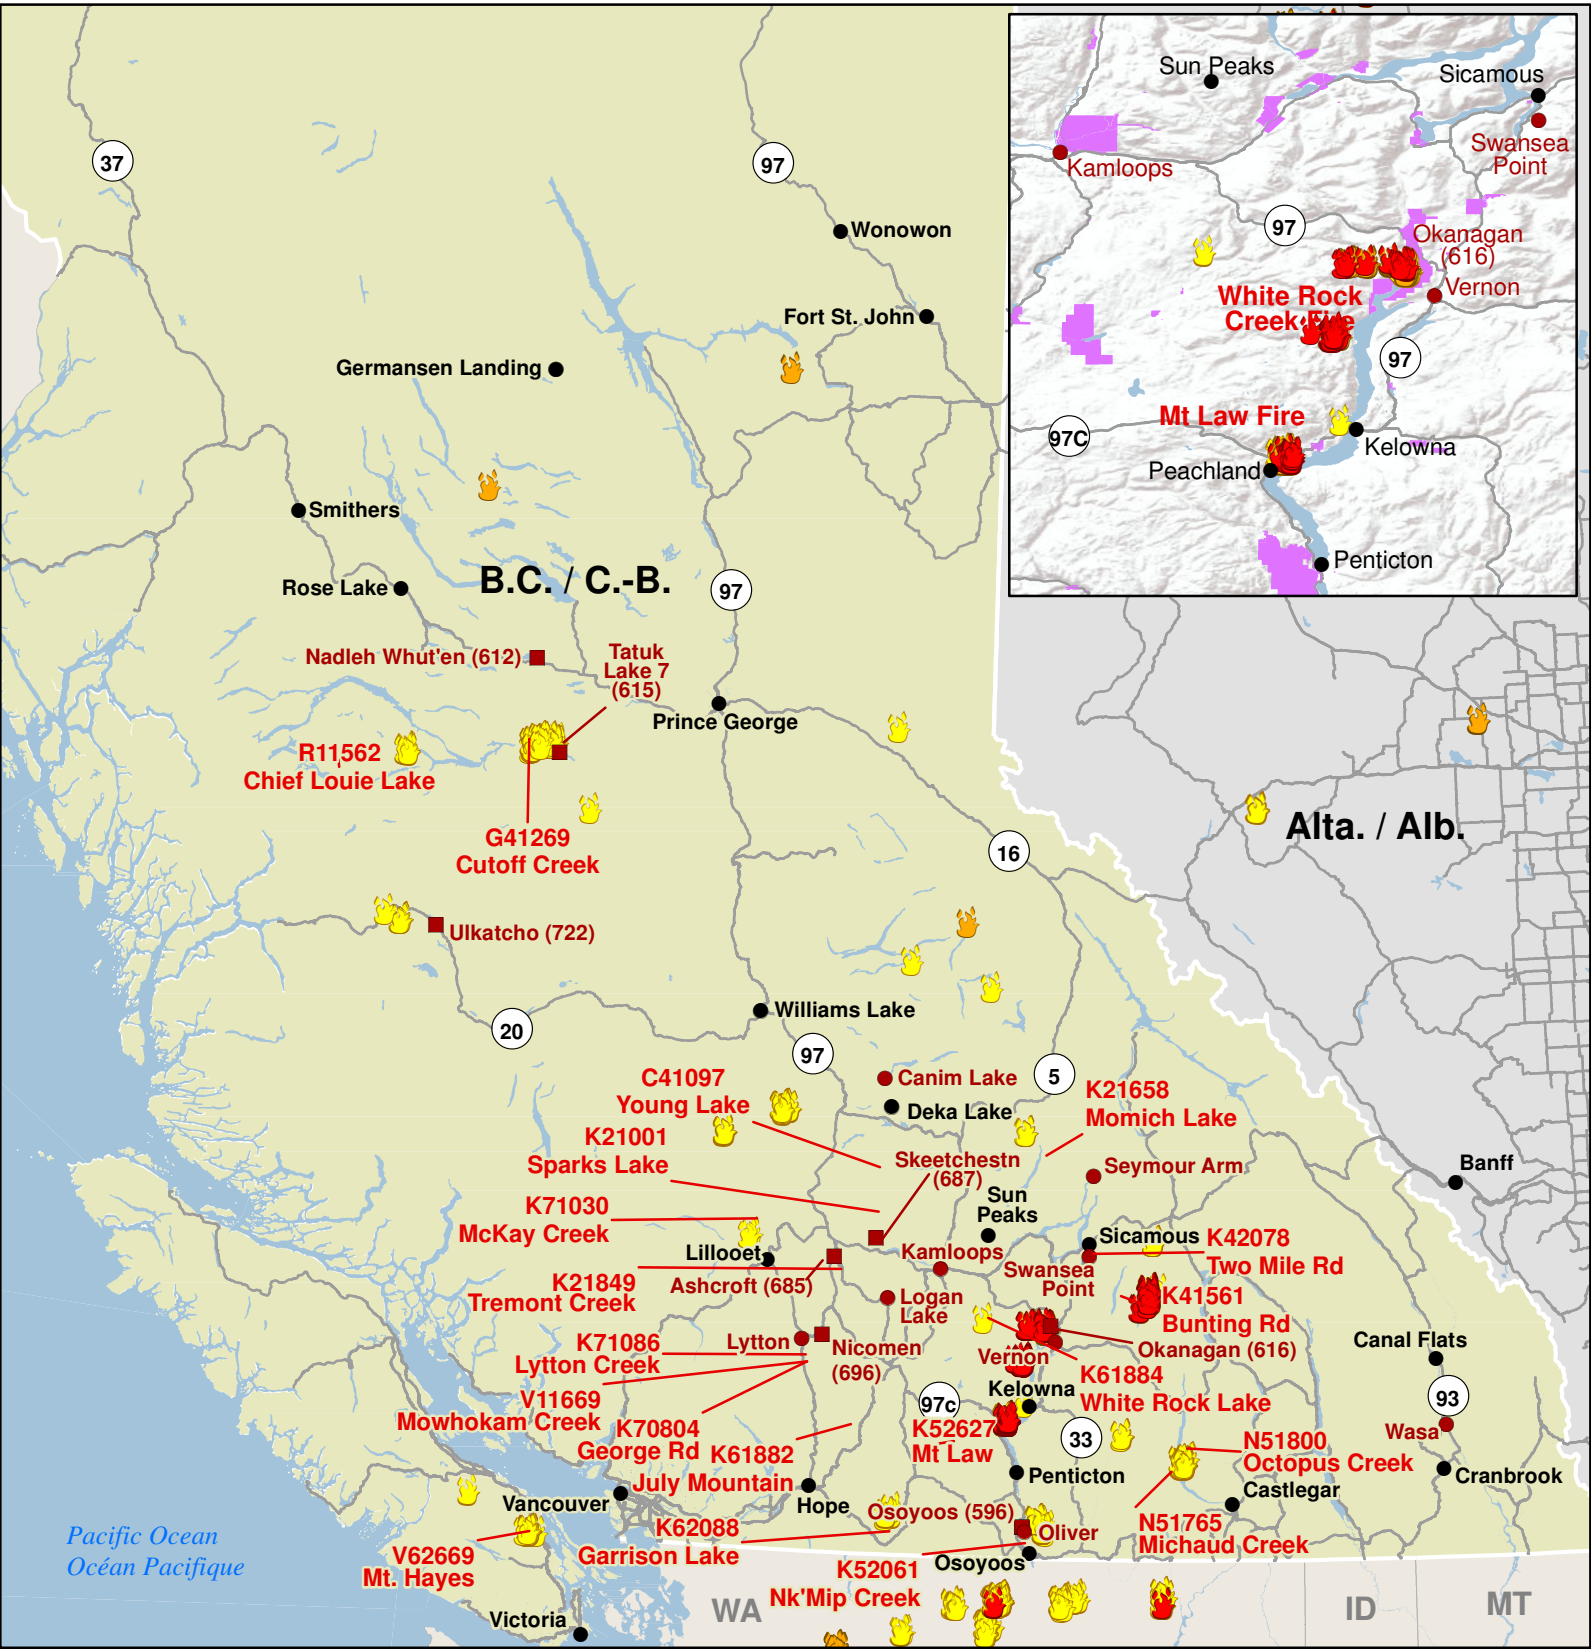 37
97
Wonowon
Fort St. John
Germansen Landing
Smithers
B.C. / C.-B.
Rose Lake
97
Nadleh Whut'en (612)
Tatuk
Lake 7
(615)
Prince George
R11562
Chief Louie Lake
G41269
Cutoff Creek
16
Alta. / Alb.
Ulkatcho (722)
20
Williams Lake
97
5
C41097
Young Lake
Canim Lake
Deka Lake
K21658
Momich Lake
K21001
Sparks Lake
Skeetchestn
(687)
Seymour Arm
Sun
Peaks
Banff
K71030
McKay Creek
Lillooet
Ashcroft (685)
Kamloops
Sicamous
K42078
Two Mile Rd
Swansea
Point
K21849
Tremont Creek
Logan
Lake
K41561
Bunting Rd
K71086
Lytton Creek
Lytton
Nicomen
(696)
Vernon
Okanagan (616)
Canal Flats
V11669
Mowhokam Creek
97c
Kelowna
K61884
White Rock Lake
93
K70804
George Rd
K61882
July Mountain
K52627
Mt Law
33
N51800
Octopus Creek
Wasa
Cranbrook
Penticton
Castlegar
Vancouver
Hope
Osoyoos (596)
Oliver
N51765
Michaud Creek
K62088
Garrison Lake
Osoyoos
K52061
Nk'Mip Creek
V62669
Mt. Hayes
Pacific Ocean
Océan Pacifique
Victoria
WA
ID
MT
Sun Peaks
Sicamous
Swansea
Point
Kamloops
97
Okanagan
(616)
Vernon
White Rock
Creek Fire
97
Mt Law Fire
97C
Kelowna
Peachland
Penticton